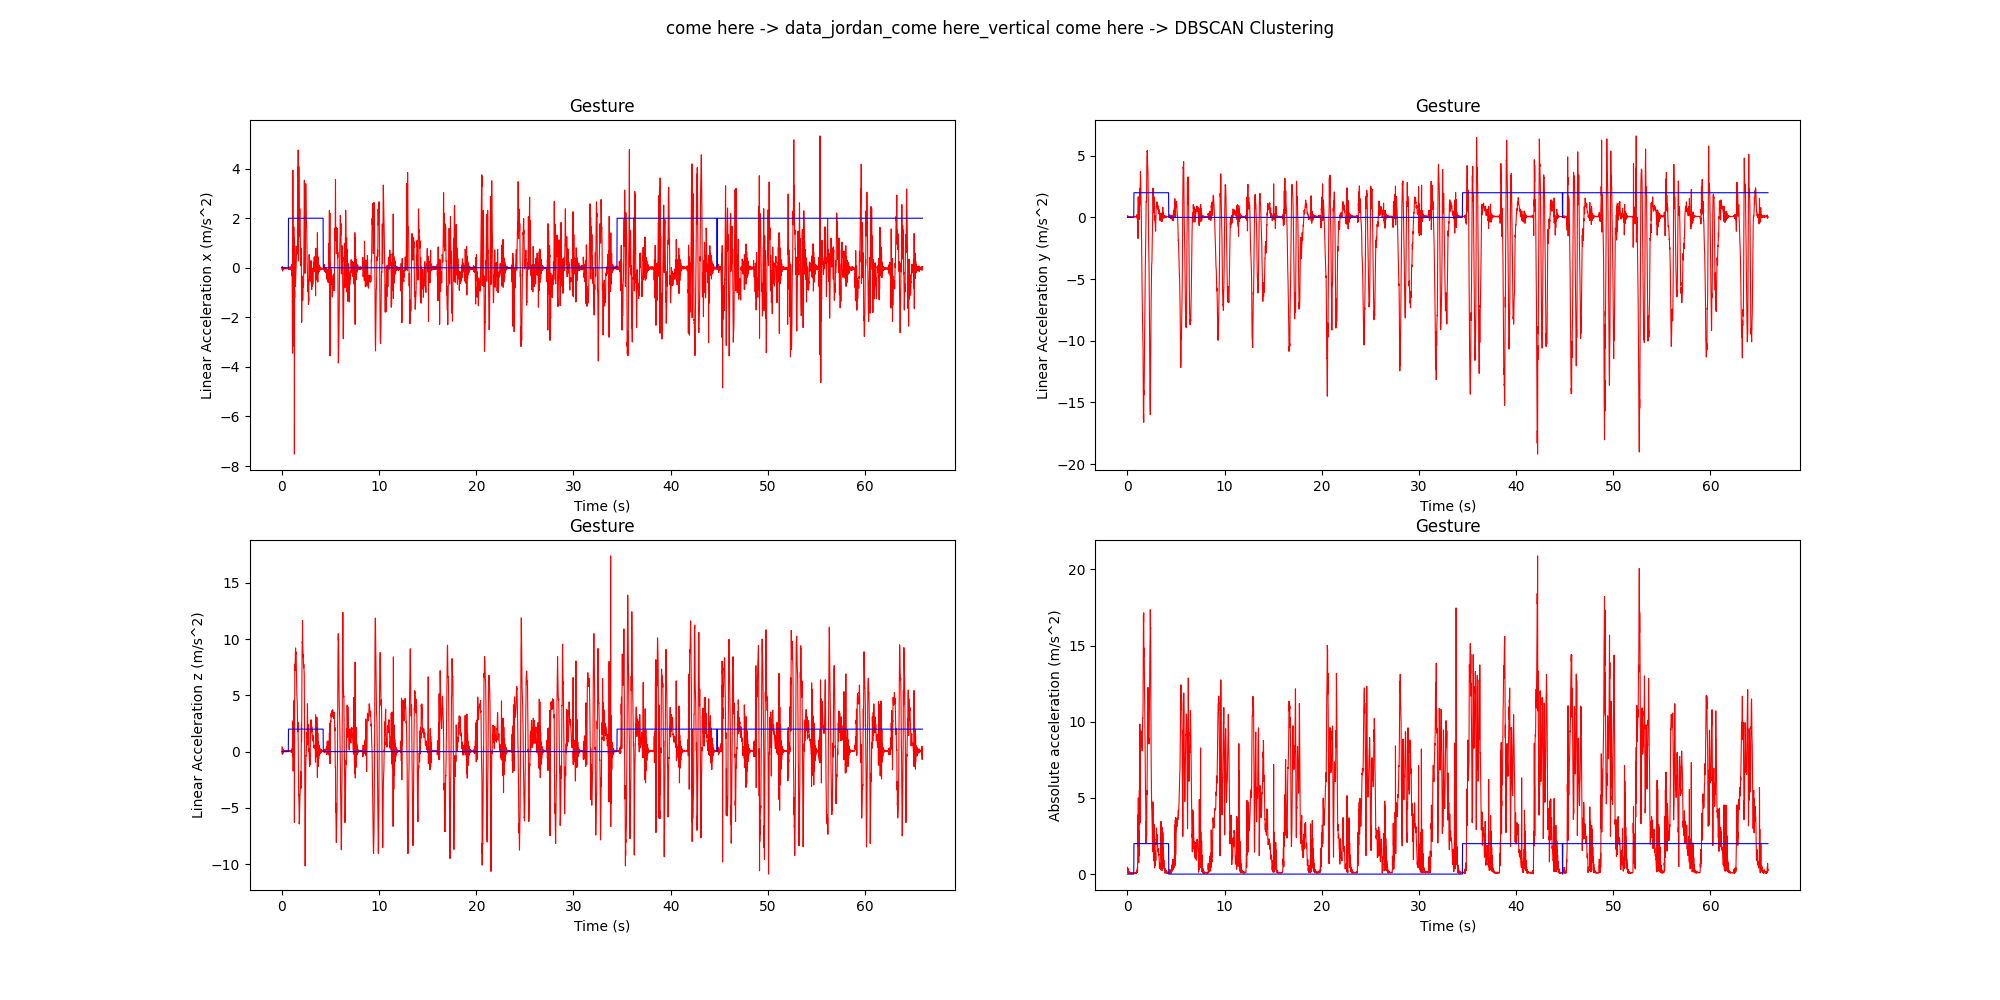 come here -> data_jordan_come here_vertical come here -> DBSCAN Clustering
Gesture
Linear Acceleration x (m/s^2)
4
2
0
−2
−4
−6
−8
0 10 20 30 40 50 60
Time (s)
Gesture
Linear Acceleration y (m/s^2)
5
0
−5
−10
−15
−20
0 10 20 30 40 50 60
Time (s)
Gesture
Linear Acceleration z (m/s^2)
15
10
5
0
−5
−10
0 10 20 30 40 50 60
Time (s)
Gesture
Absolute acceleration (m/s^2)
20
15
10
5
0
0 10 20 30 40 50 60
Time (s)